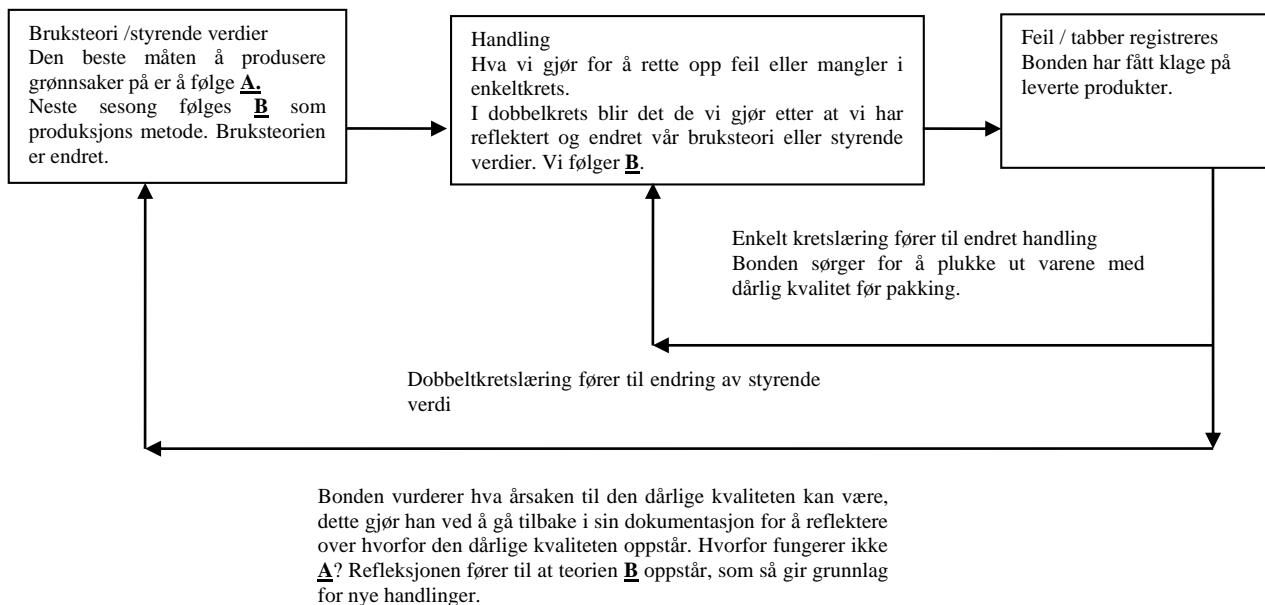 Bruksteori /styrende verdier
Den beste måten å produsere
grønnsaker på er å følge A.
Neste sesong følges B som
produksjons metode. Bruksteorien
er endret.
Handling
Hva vi gjør for å rette opp feil eller mangler i
enkeltkrets.
I dobbelkrets blir det de vi gjør etter at vi har
reflektert og endret vår bruksteori eller styrende
verdier. Vi følger B.
Feil / tabber registreres
Bonden har fått klage på
leverte produkter.
Enkelt kretslæring fører til endret handling
Bonden sørger for å plukke ut varene med
dårlig kvalitet før pakking.
Dobbeltkretslæring fører til endring av styrende
verdi
Bonden vurderer hva årsaken til den dårlige kvaliteten kan være,
dette gjør han ved å gå tilbake i sin dokumentasjon for å reflektere
over hvorfor den dårlige kvaliteten oppstår. Hvorfor fungerer ikke
A? Refleksjonen fører til at teorien B oppstår, som så gir grunnlag
for nye handlinger.